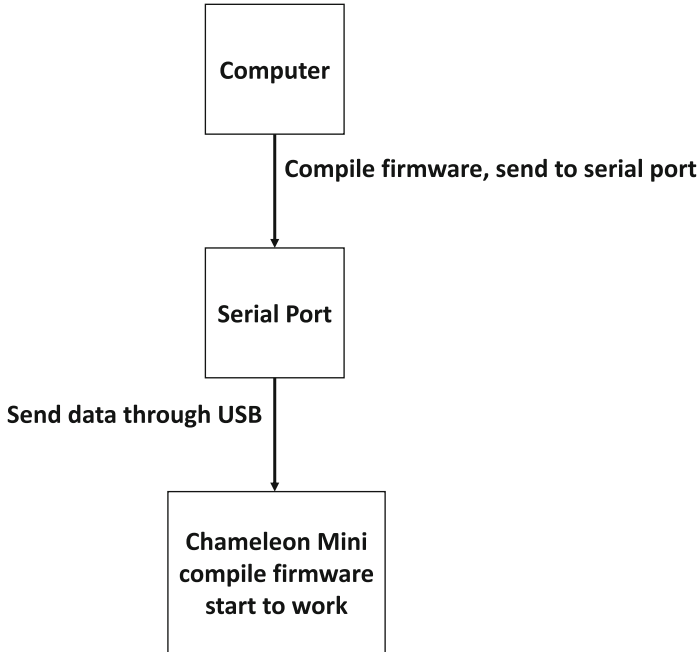 Computer
Compile firmware, send to serial port
Serial Port
Send data through USB
Chameleon Mini
compile firmware
start to work